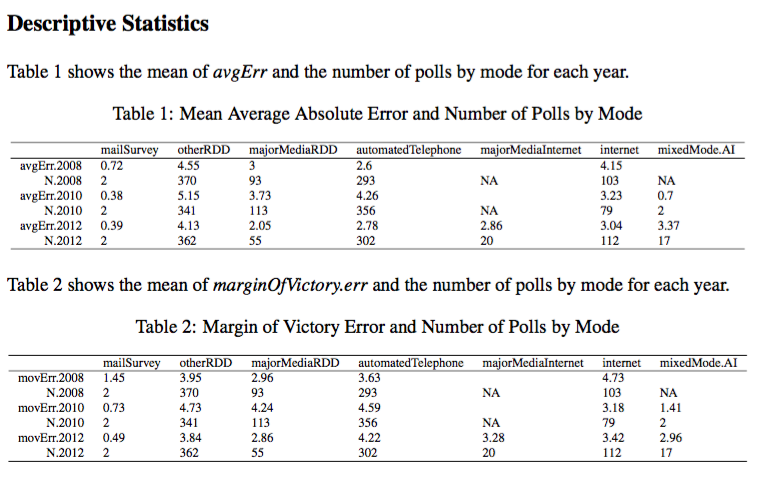 Descriptive Statistics
Table 1 shows the mean of avgErr and the number of polls by mode for each year.
Table 1: Mean Average Absolute Error and Number of Polls by Mode
mailSurvey otherRDD majorMediaRDD automatedTelephone majorMediaInternet internet mixedMode.AI
avgErr.2008 0.72 4.55 3 2.6 4.15
N.2008 2 370 93 293 NA 103 NA
avgErr.2010 0.38 5.15 3.73 4.26 3.23 0.7
N.2010 2 341 113 356 NA 79 2
avgErr.2012 0.39 4.13 2.05 2.78 2.86 3.04 3.37
N.2012 2 362 55 302 20 112 17
Table 2 shows the mean of marginOfVictory.err and the number of polls by mode for each year.
Table 2: Margin of Victory Error and Number of Polls by Mode
mailSurvey otherRDD majorMediaRDD automatedTelephone majorMediaInternet internet mixedMode.AI
movErr.2008 1.45 3.95 2.96 3.63 4.73
N.2008 2 370 93 293 NA 103 NA
movErr.2010 0.73 4.73 4.24 4.59 3.18 1.41
N.2010 2 341 113 356 NA 79 2
movErr.2012 0.49 3.84 2.86 4.22 3.28 3.42 2.96
N.2012 2 362 55 302 20 112 17